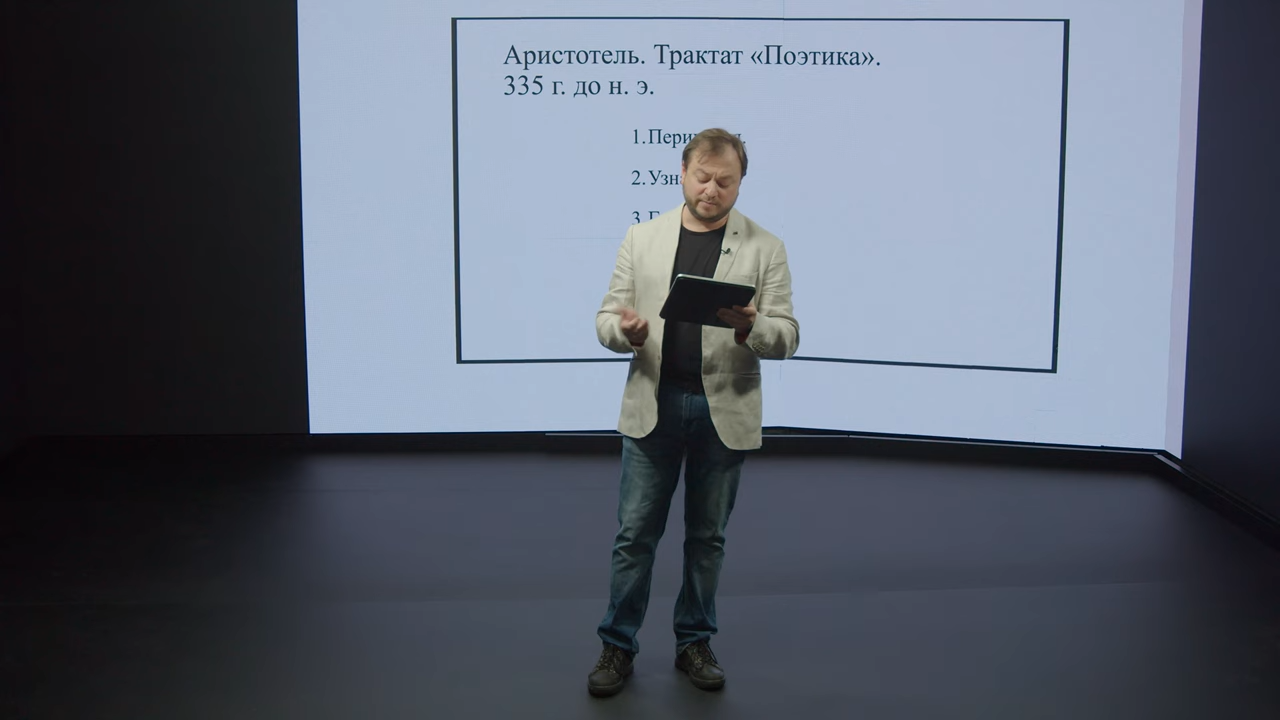 Аристотель. Трактат «Поэтика».
335 г. до н. э.
1.
2.
3.